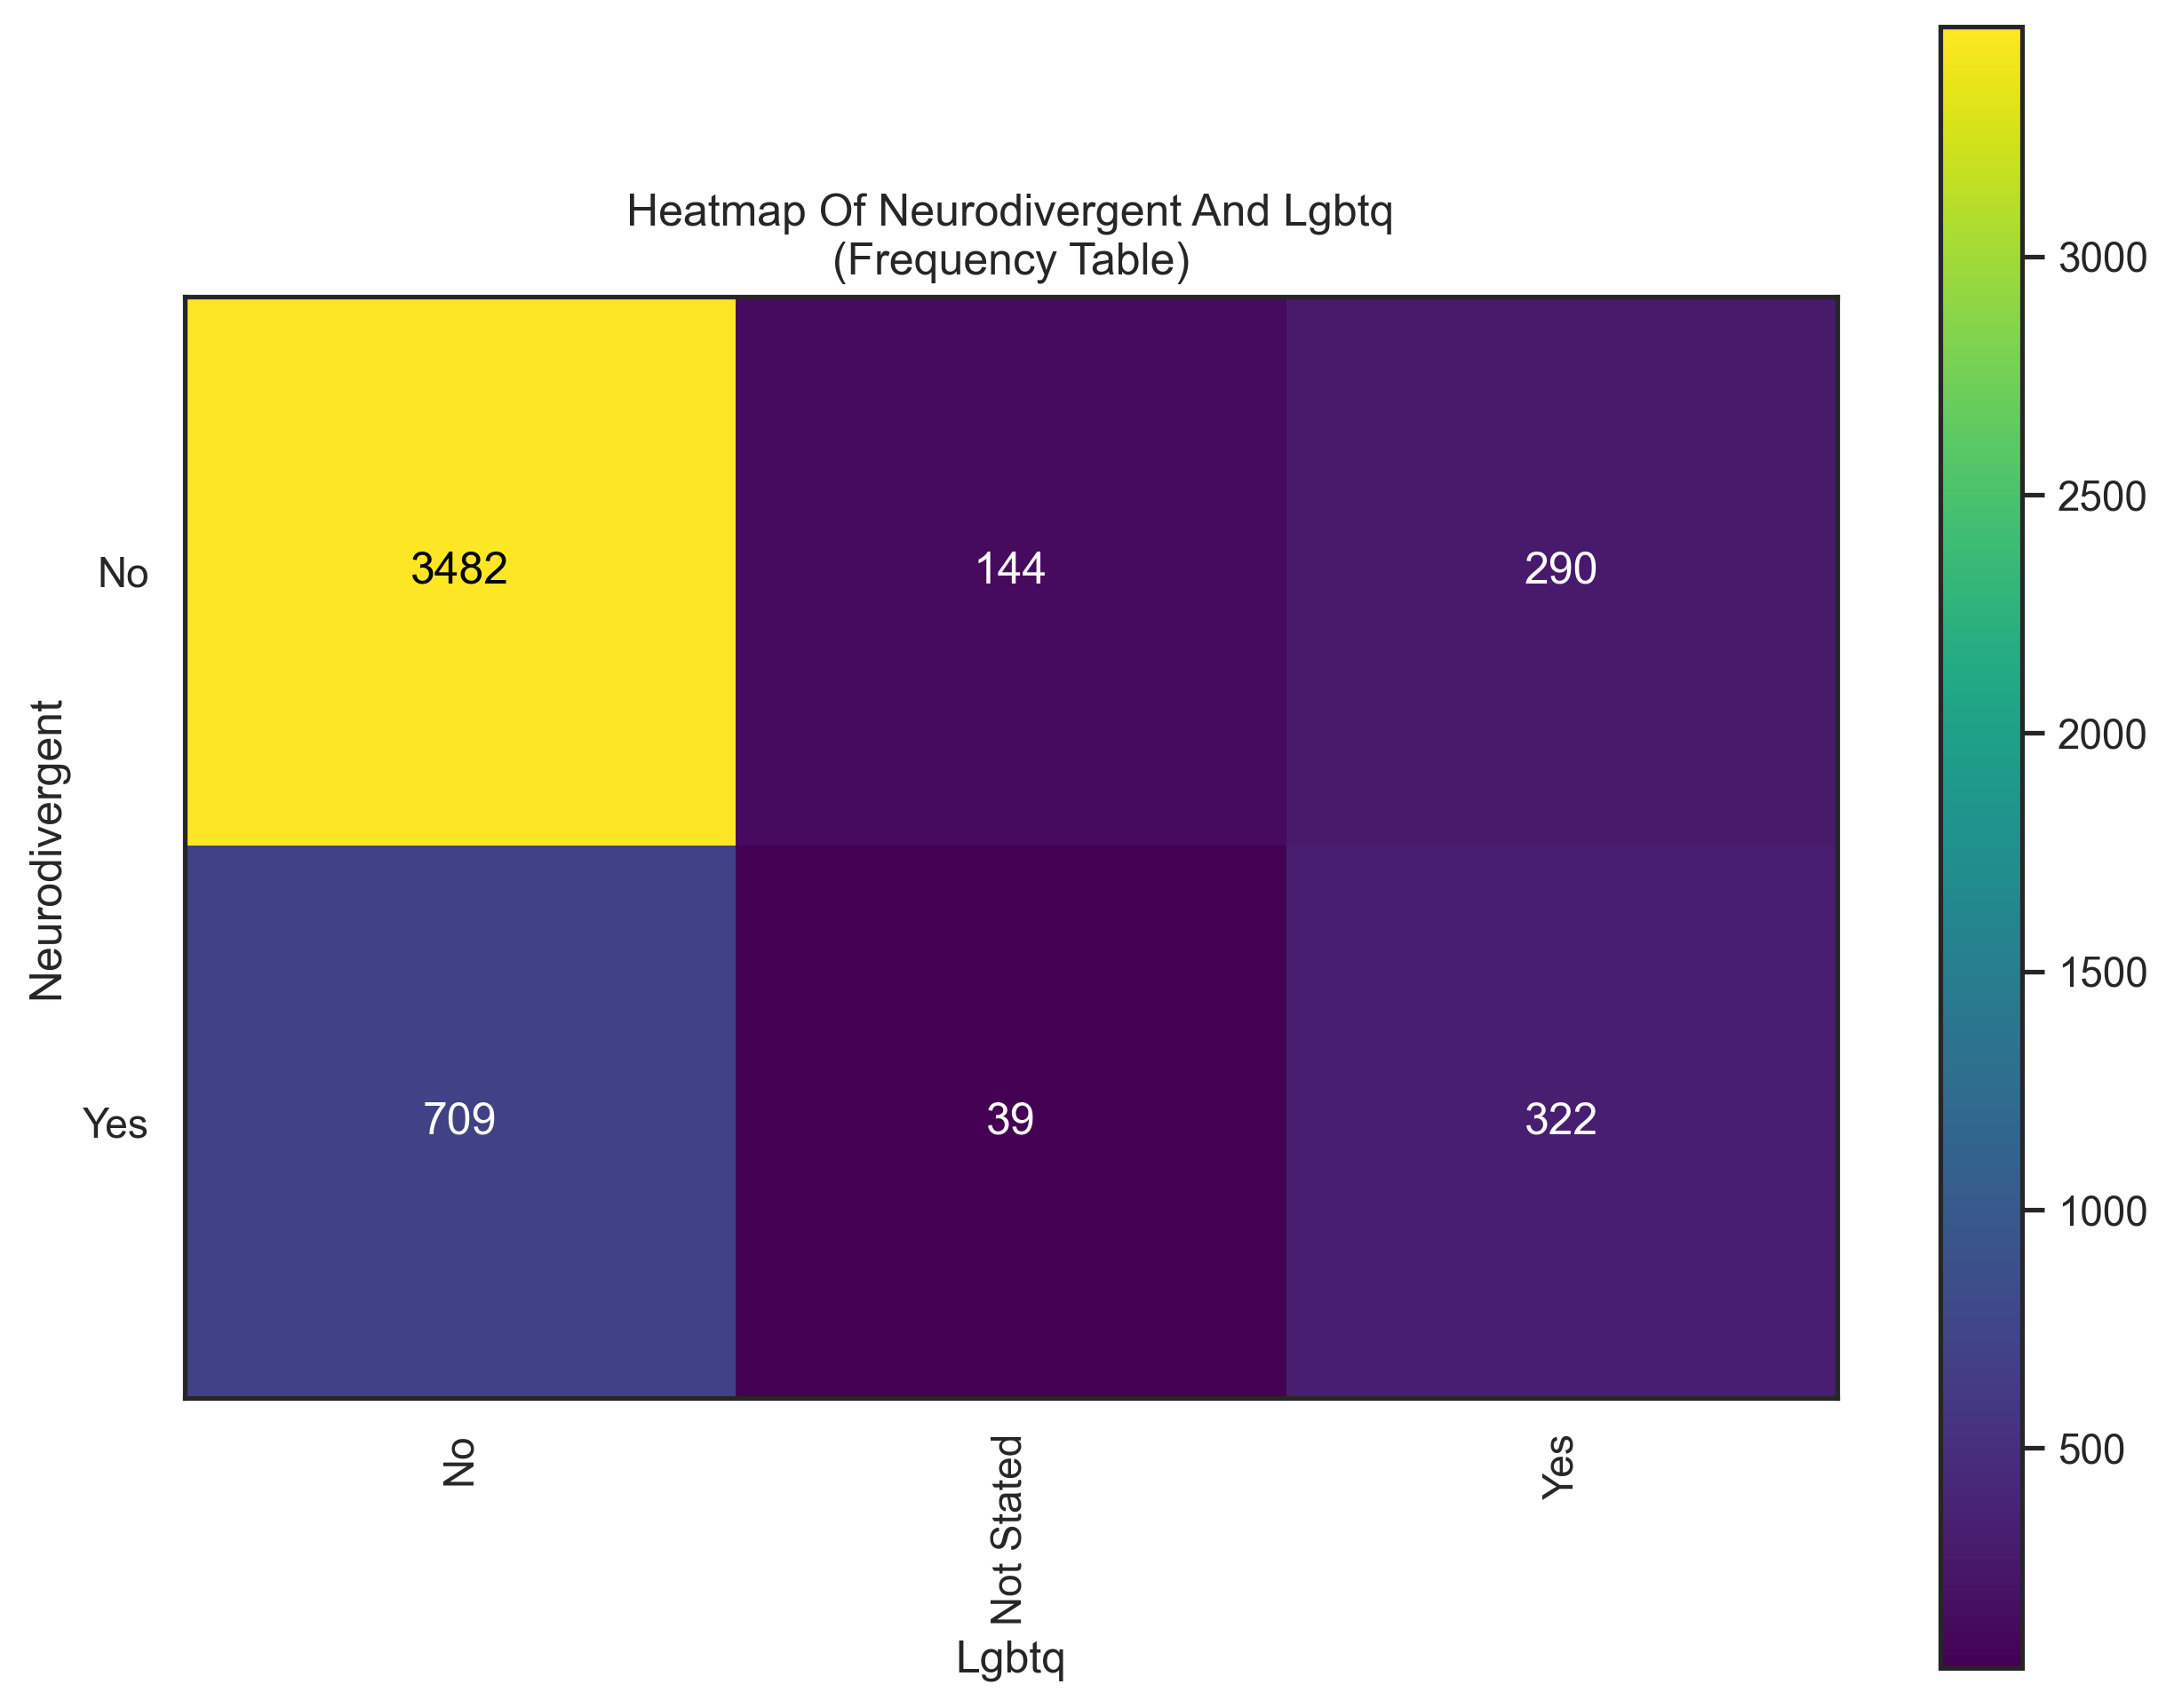 Heatmap Of Neurodivergent And Lgbtq
(Frequency Table)
Neurodivergent
No
3482
144
290
Yes
709
39
322
No
Not Stated
Yes
Lgbtq
3000
2500
2000
1500
1000
500